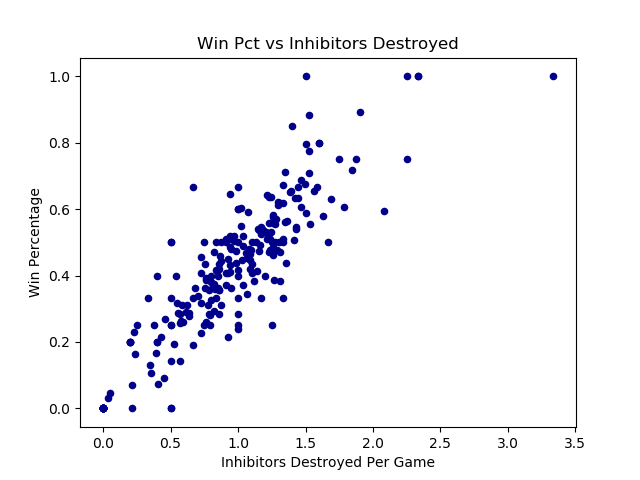 Win Pct vs Inhibitors Destroyed
1.0
0.8
0.6
0.4
0.2
0.0
Win Percentage
0.0 0.5 1.0 1.5 2.0 2.5 3.0 3.5
Inhibitors Destroyed Per Game